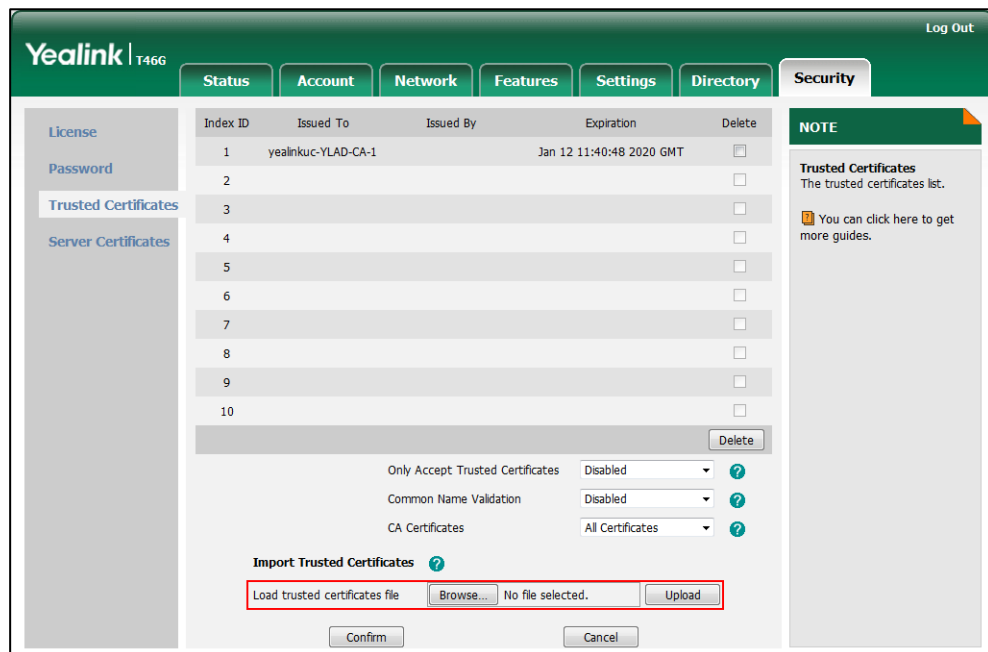 Log Out
Yealink T46G
Status Account Network Features Settings Directory Security
License
Password
Trusted Certificates
Server Certificates
Index ID Issued To Issued By Expiration Delete
1 yealinkuc-YLAD-CA-1 Jan 12 11:40:48 2020 GMT
2
3
4
5
6
7
8
9
10
Delete
Only Accept Trusted Certificates Disabled
Common Name Validation Disabled
CA Certificates All Certificates
Import Trusted Certificates
Load trusted certificates file Browse... No file selected. Upload
Confirm Cancel
NOTE
Trusted Certificates
The trusted certificates list.
You can click here to get
more guides.